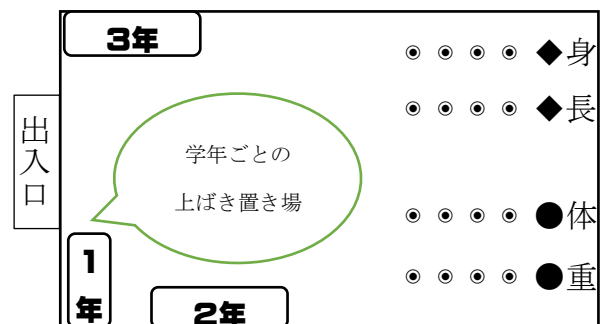 3年
◉ ◉ ◉ ◉ ◆身
◉ ◉ ◉ ◉ ◆長
出入口
学年ごとの
上ばき置き場
◉ ◉ ◉ ◉ ●体
◉ ◉ ◉ ◉ ●重
1年
2年